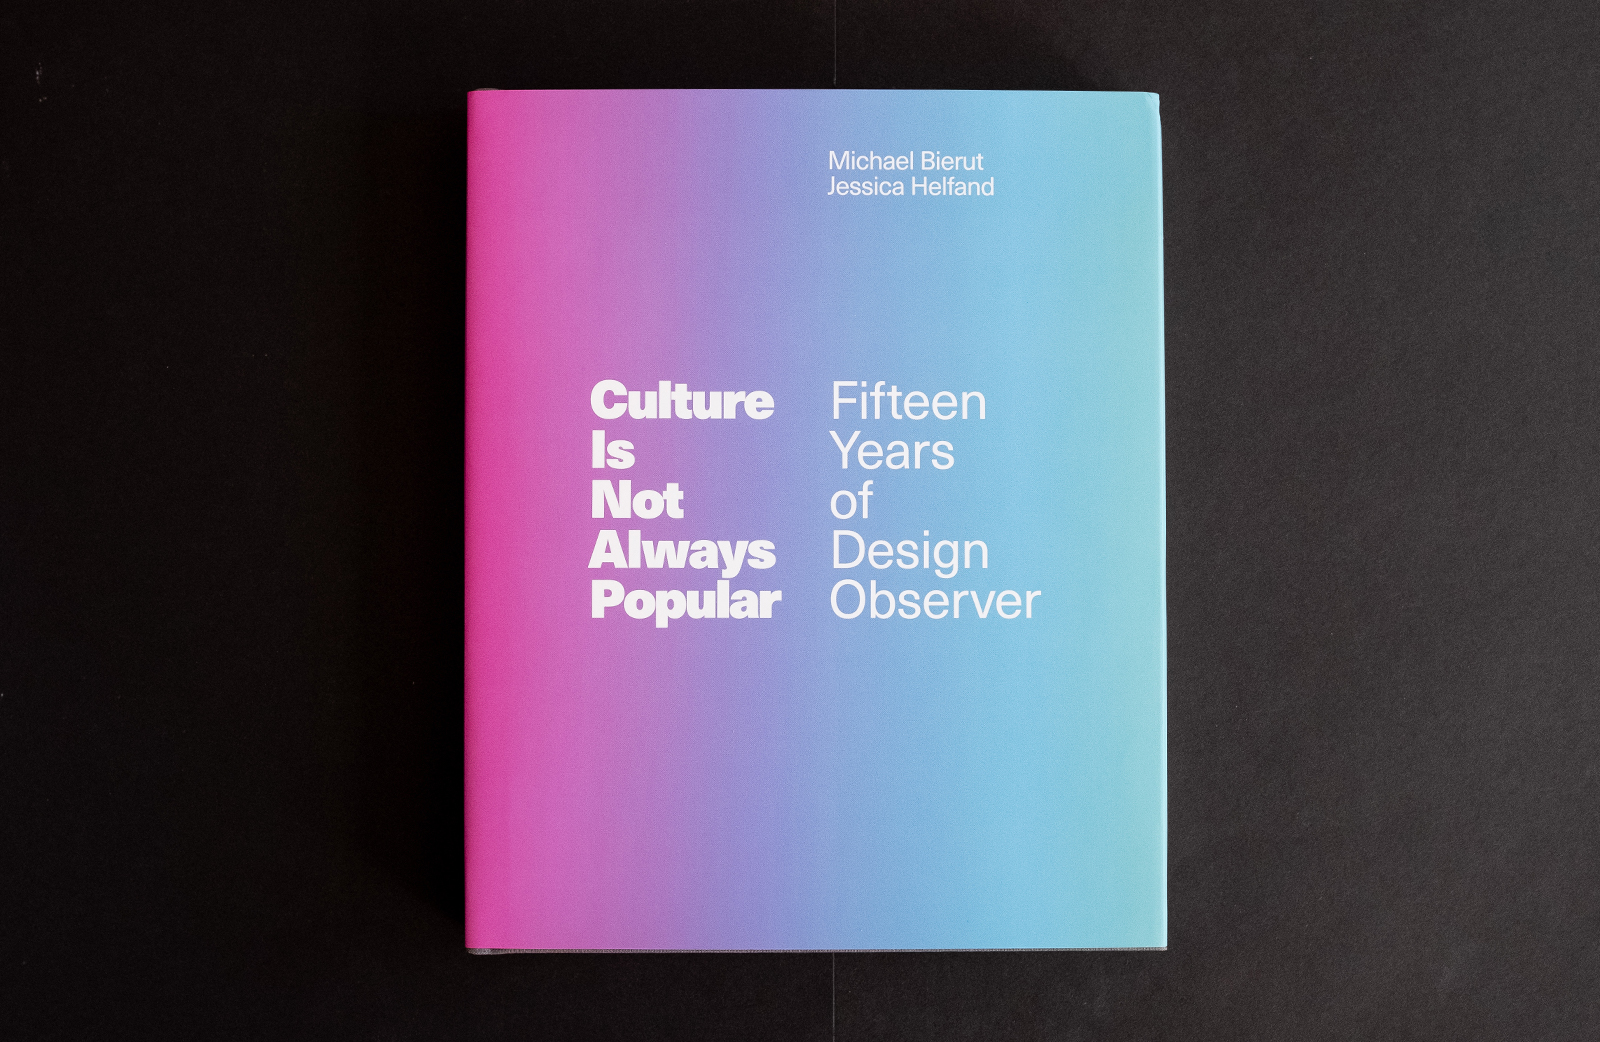 Michael Bierut
Jessica Helfand
Culture
Is
Not
Always
Popular
Fifteen
Years
of
Design
Observer